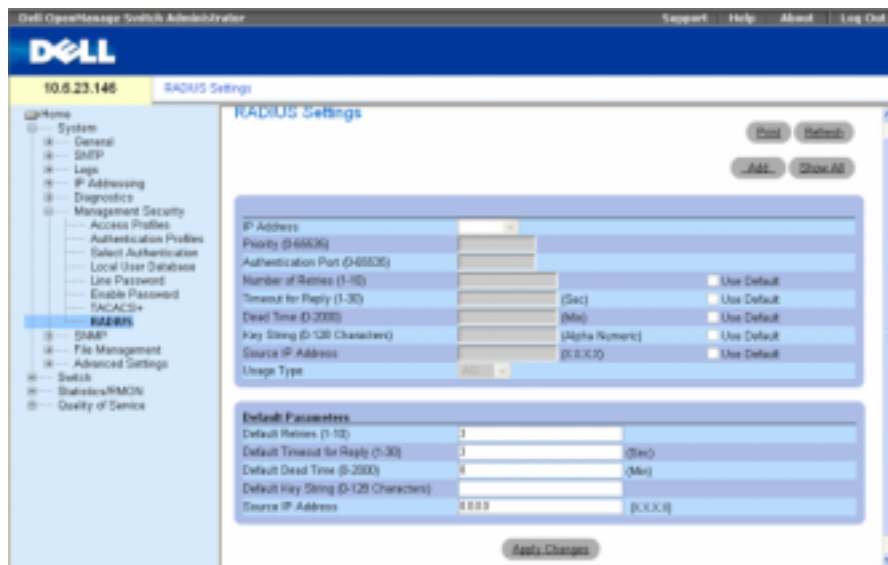 Dell OpenManage Switch Administrator
Support Help About Log Out
DELL
10.6.23.146
RADIUS Settings
Home
System
General
SNTP
Logs
IP Addressing
Diagnostics
Management Security
Access Profiles
Authentication Profiles
Select Authentication
Local User Database
Line Password
Enable Password
TACACS+
RADIUS
SNMP
File Management
Advanced Settings
Switch
Statistics/RMON
Quality of Service
RADIUS Settings
Print Refresh
Add Show All
IP Address
Priority (0-65535)
Authentication Port (0-65535)
Number of Retries (1-10) Use Default
Timeout for Reply (1-30) (Sec) Use Default
Dead Time (0-2000) (Min) Use Default
Key String (0-128 Characters) (Alpha Numeric) Use Default
Source IP Address (X.X.X.X) Use Default
Usage Type All
Default Parameters
Default Retries (1-10) 3
Default Timeout for Reply (1-30) 3 (Sec)
Default Dead Time (0-2000) 0 (Min)
Default Key String (0-128 Characters)
Source IP Address 0.0.0.0 (X.X.X.X)
Apply Changes